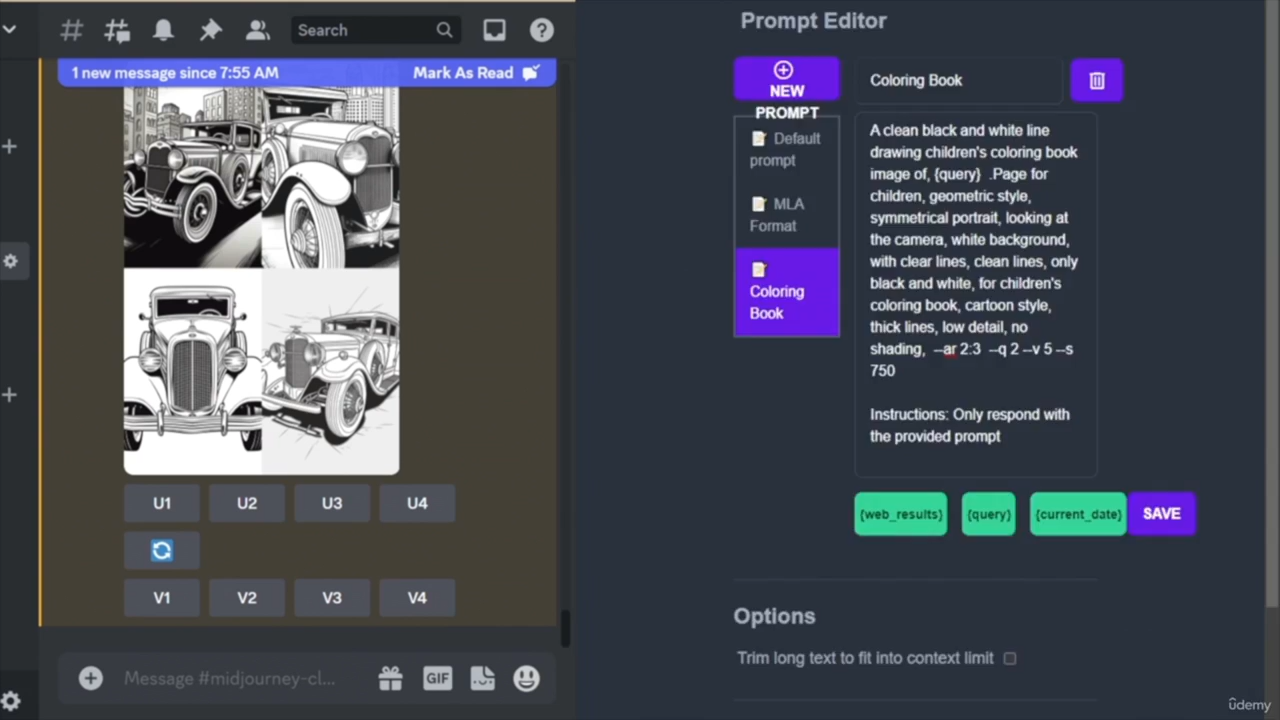 Search
1 new message since 7:55 AM
Mark As Read
U1
U2
U3
U4
V1
V2
V3
V4
Message #midjourney-cl...
GIF
Prompt Editor
NEW
PROMPT
Coloring Book
Default
prompt
MLA
Format
Coloring
Book
A clean black and white line
drawing children's coloring book
image of, {query}  .Page for
children, geometric style,
symmetrical portrait, looking at
the camera, white background,
with clear lines, clean lines, only
black and white, for children's
coloring book, cartoon style,
thick lines, low detail, no
shading,  --ar 2:3  --q 2 --v 5 --s
750
Instructions: Only respond with
the provided prompt
{web_results}
{query}
{current_date}
SAVE
Options
Trim long text to fit into context limit
ûdemy